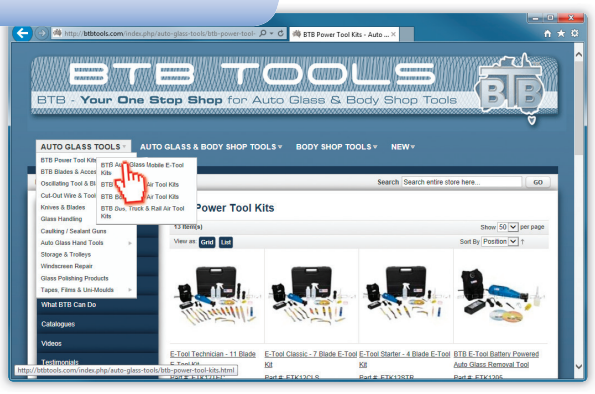 http://btbtools.com/index.php/auto-glass-tools/btb-power-tool-
BTB Power Tool Kits - Auto ...
BTB TOOLS
BTB - Your One Stop Shop for Auto Glass & Body Shop Tools
BTB
AUTO GLASS TOOLS
AUTO GLASS & BODY SHOP TOOLS
BODY SHOP TOOLS
NEW
BTB Power Tool Kits
BTB Blades & Acces
Oscillating Tool & Bl
Cut-Out Wire & Tool
Knives & Blades
Glass Handling
Caulking / Sealant Guns
Auto Glass Hand Tools
Storage & Trolleys
Windscreen Repair
Glass Polishing Products
Tapes, Films & Uni-Moulds
BTB Au Glass Mobile E-Tool
Kits
BTB Air Tool Kits
BTB Bo Air Tool Kits
BTB Bus, Truck & Rail Air Tool
Kits
What BTB Can Do
Catalogues
Videos
Testimonials
Search Search entire store here... GO
Power Tool Kits
13 Item(s)
Show 50 per page
View as Grid List
Sort By Position
E-Tool Technician - 11 Blade
E-Tool Kit
Part #: ETK12TEC
E-Tool Classic - 7 Blade E-Tool
Kit
Part #: ETK12CLS
E-Tool Starter - 4 Blade E-Tool
Kit
Part #: ETK12STR
BTB E-Tool Battery Powered
Auto Glass Removal Tool
Part #: ETK1295
http://btbtools.com/index.php/auto-glass-tools/btb-power-tool-kits.html